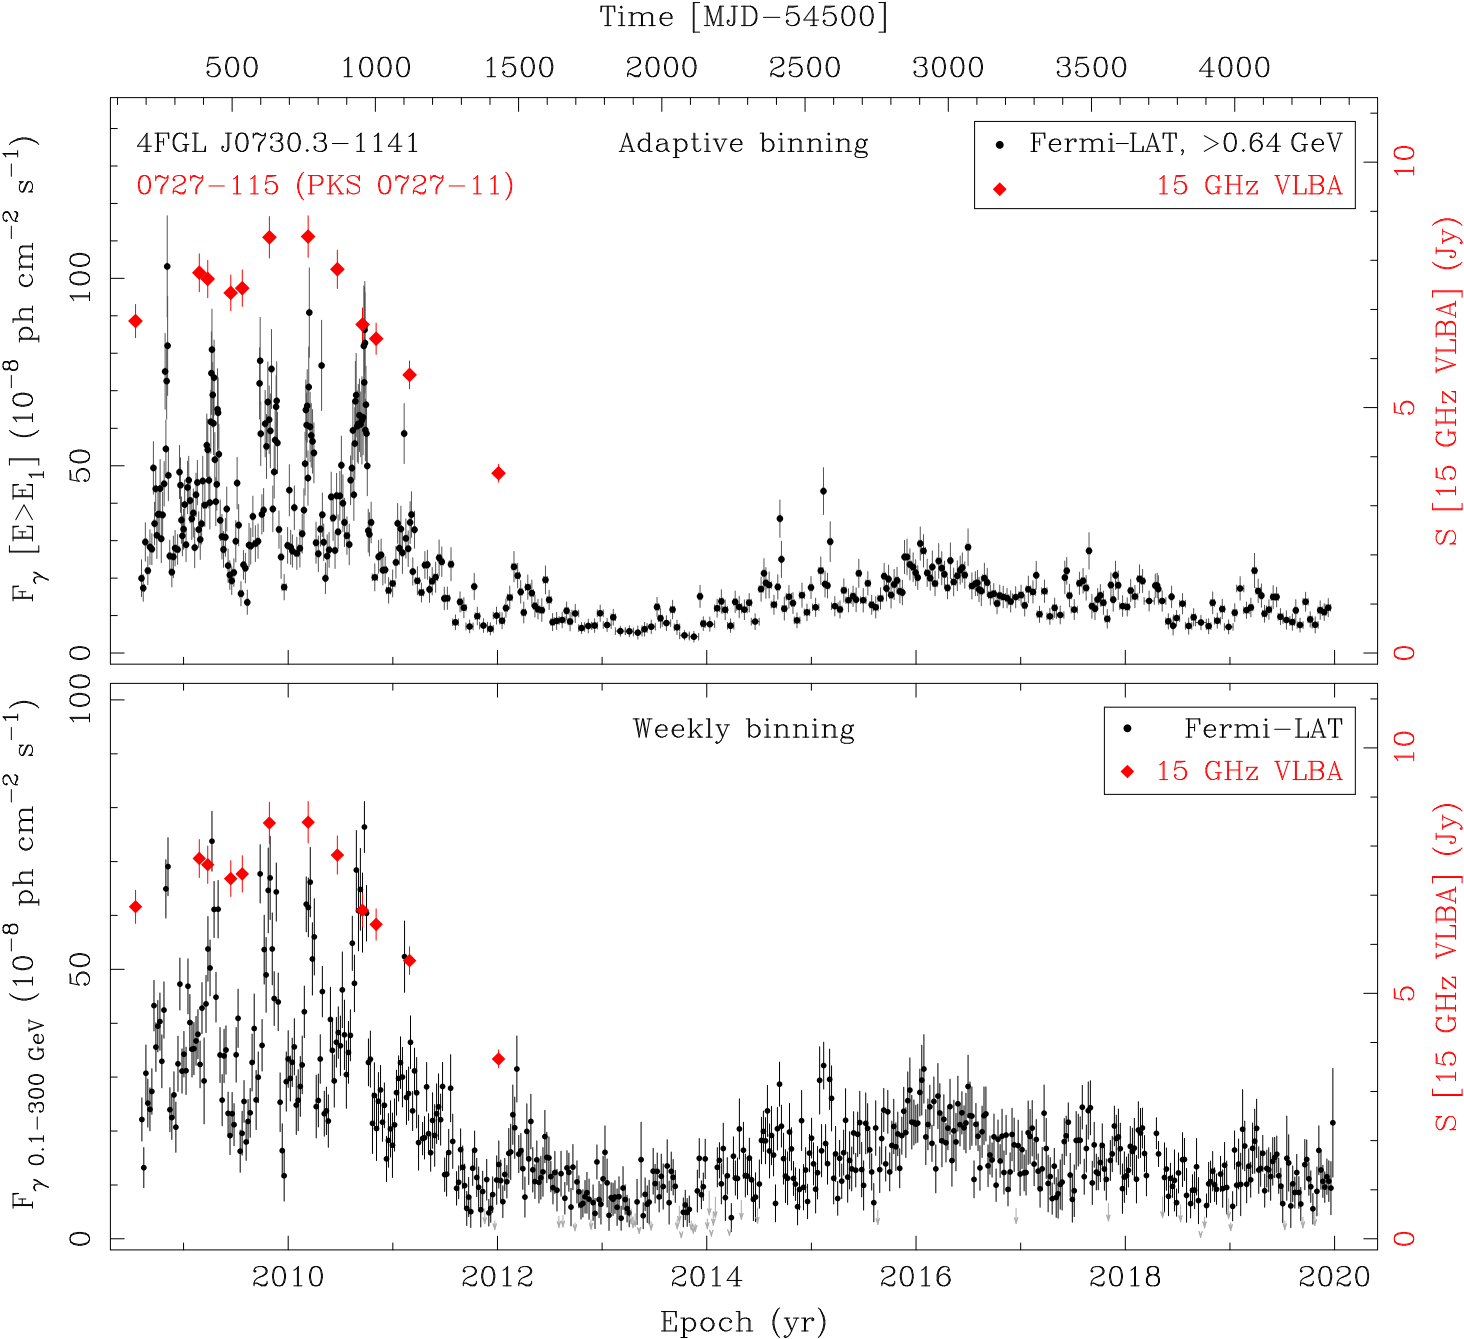 Time [MJD−54500]
500 1000 1500 2000 2500 3000 3500 4000
4FGL J0730.3−1141
0727−115 (PKS 0727−11)
Adaptive binning
Fermi−LAT, >0.64 GeV
15 GHz VLBA
Fγ [E>E1] (10−8 ph cm−2 s−1)
0 50 100
S [15 GHz VLBA] (Jy)
0 5 10
Weekly binning
Fermi−LAT
15 GHz VLBA
Fγ 0.1−300 GeV (10−8 ph cm−2 s−1)
0 50 100
S [15 GHz VLBA] (Jy)
0 5 10
2010 2012 2014 2016 2018 2020
Epoch (yr)